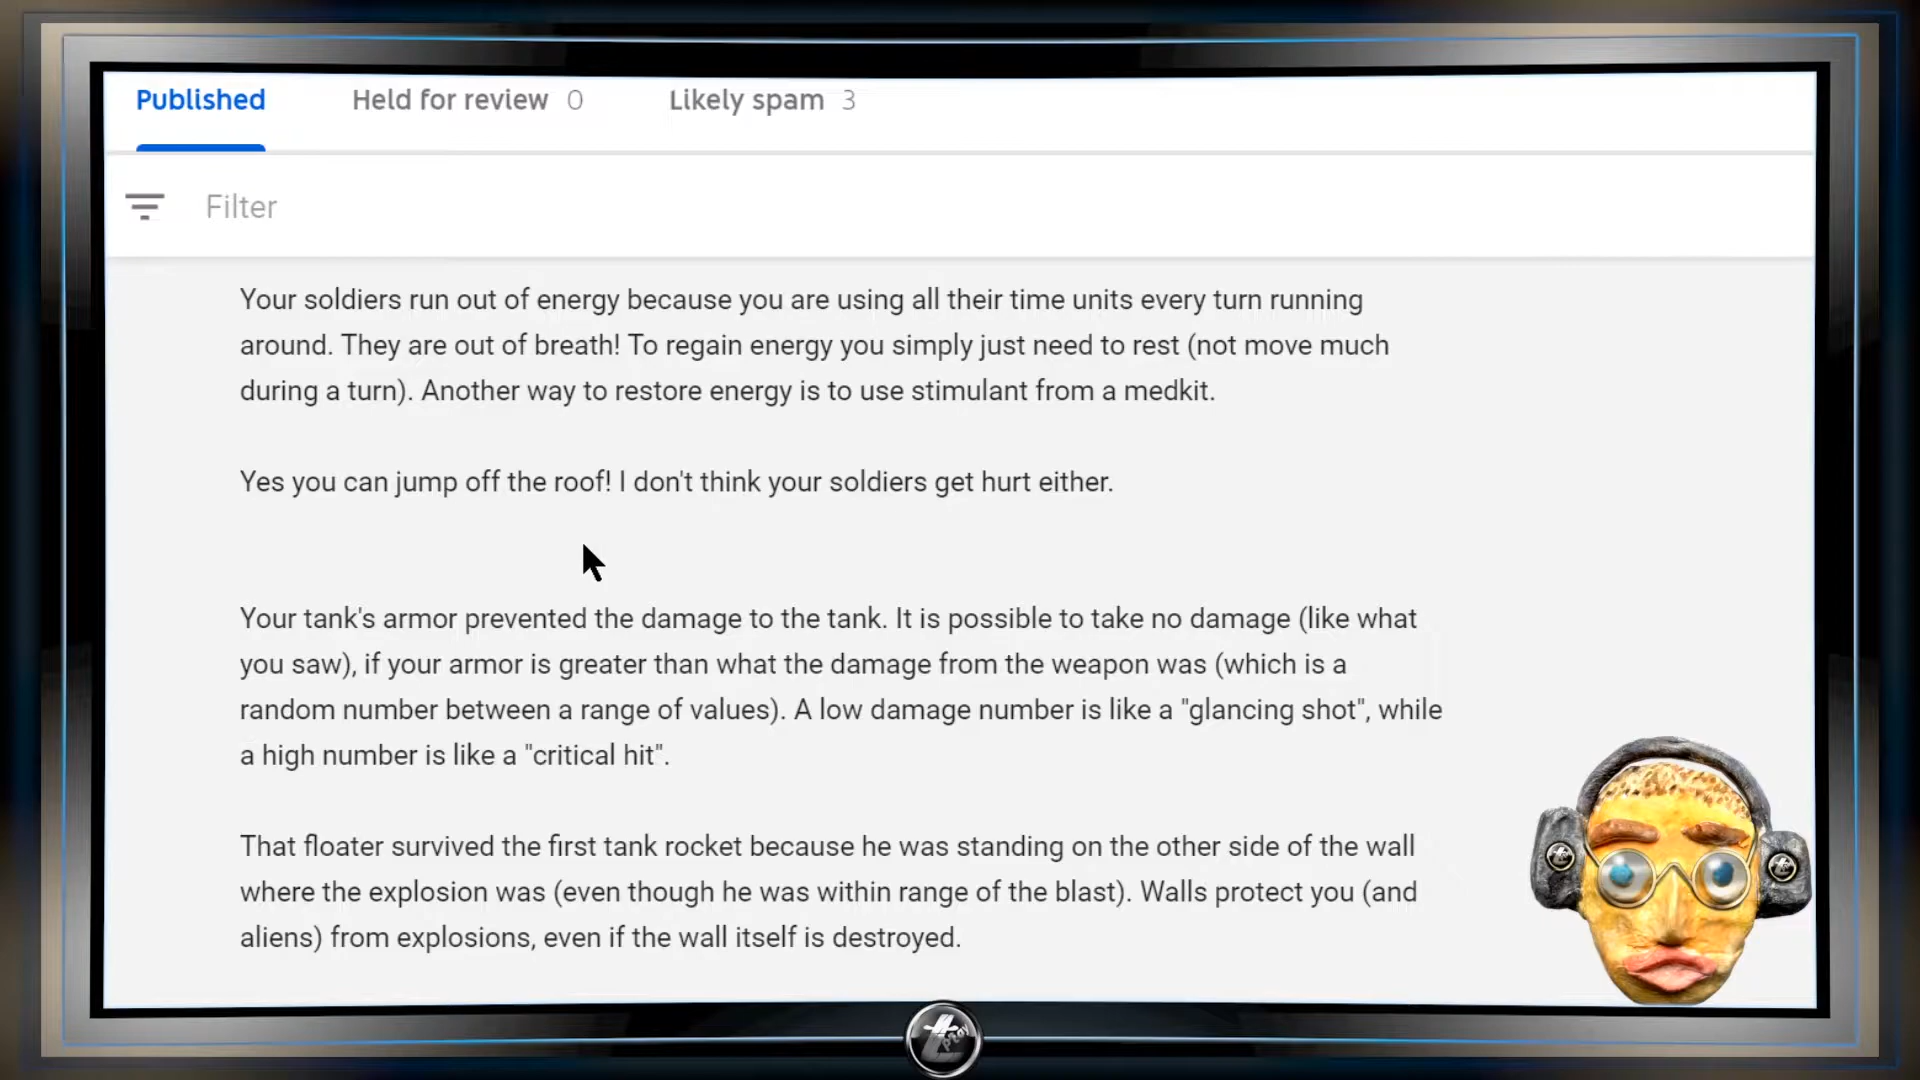 Published Held for review 0 Likely spam 3
Filter
Your soldiers run out of energy because you are using all their time units every turn running
around. They are out of breath! To regain energy you simply just need to rest (not move much
during a turn). Another way to restore energy is to use stimulant from a medkit.
Yes you can jump off the roof! I don't think your soldiers get hurt either.
Your tank's armor prevented the damage to the tank. It is possible to take no damage (like what
you saw), if your armor is greater than what the damage from the weapon was (which is a
random number between a range of values). A low damage number is like a "glancing shot", while
a high number is like a "critical hit".
That floater survived the first tank rocket because he was standing on the other side of the wall
where the explosion was (even though he was within range of the blast). Walls protect you (and
aliens) from explosions, even if the wall itself is destroyed.